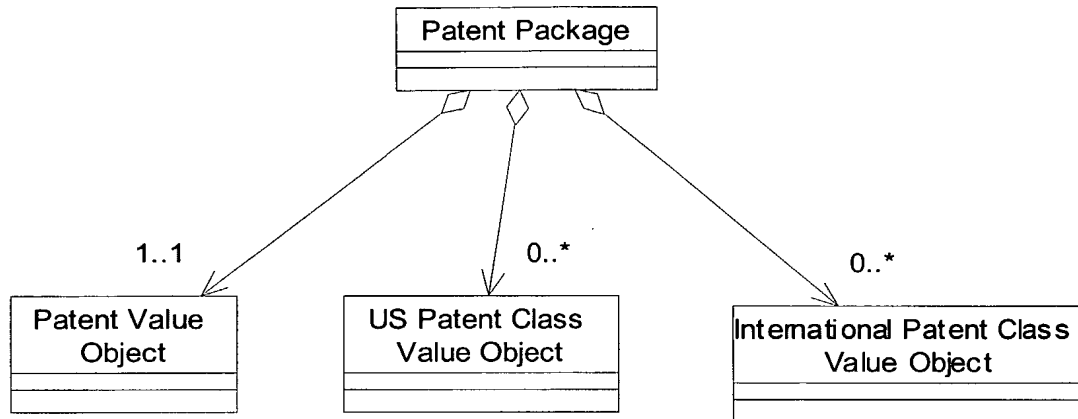 Patent Package
1..1
0..*
0..*
Patent Value
Object
US Patent Class
Value Object
International Patent Class
Value Object